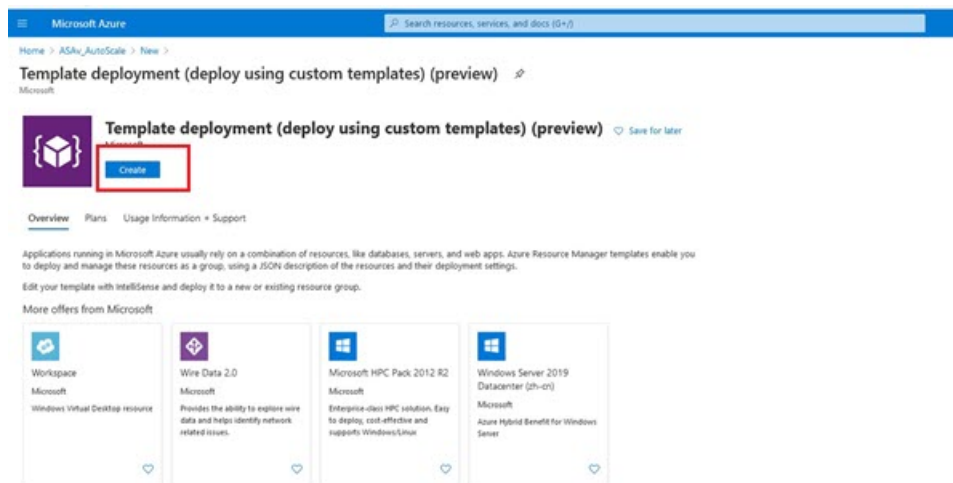 Microsoft Azure
Search resources, services, and docs (G+/)
Home > ASAv_AutoScale > New >
Template deployment (deploy using custom templates) (preview)
Microsoft
Template deployment (deploy using custom templates) (preview)
Save for later
Microsoft
Create
Overview Plans Usage Information + Support
Applications running in Microsoft Azure usually rely on a combination of resources, like databases, servers, and web apps. Azure Resource Manager templates enable you
to deploy and manage these resources as a group, using a JSON description of the resources and their deployment settings.
Edit your template with IntelliSense and deploy it to a new or existing resource group.
More offers from Microsoft
Workspace
Microsoft
Windows Virtual Desktop resource
Wire Data 2.0
Microsoft
Provides the ability to explore wire
data and helps identify network
related issues.
Microsoft HPC Pack 2012 R2
Microsoft
Enterprise-class HPC solution. Easy
to deploy, cost-effective and
supports Windows/Linux
Windows Server 2019
Datacenter (zh-cn)
Microsoft
Azure Hybrid Benefit for Windows
Server